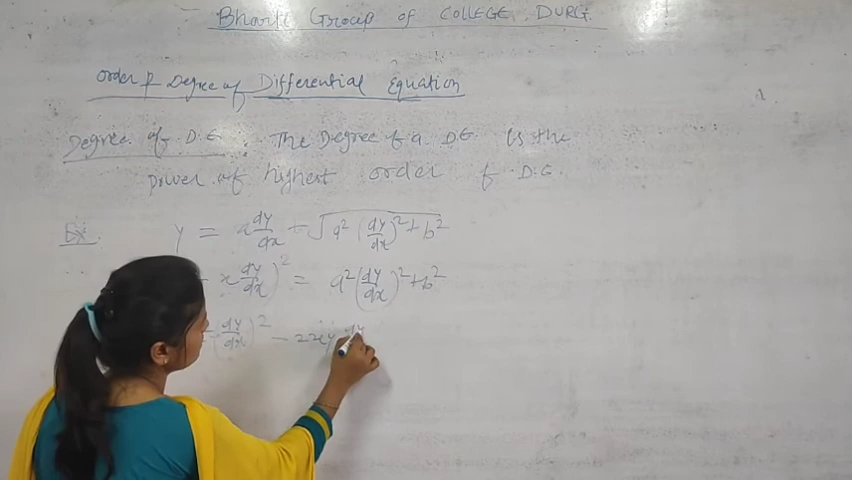 Bharti Group of COLLEGE DURG.
Order & Degree of Differential Equation
Degree of D.E. : The Degree of a D.E. is the
power of highest order of D.E.
Ex. y = x dy/dx + √(a² (dy/dx)² + b²)
x dy/dx)² = a² (dy/dx)² + b²
(dy/dx)² - 2xy dy